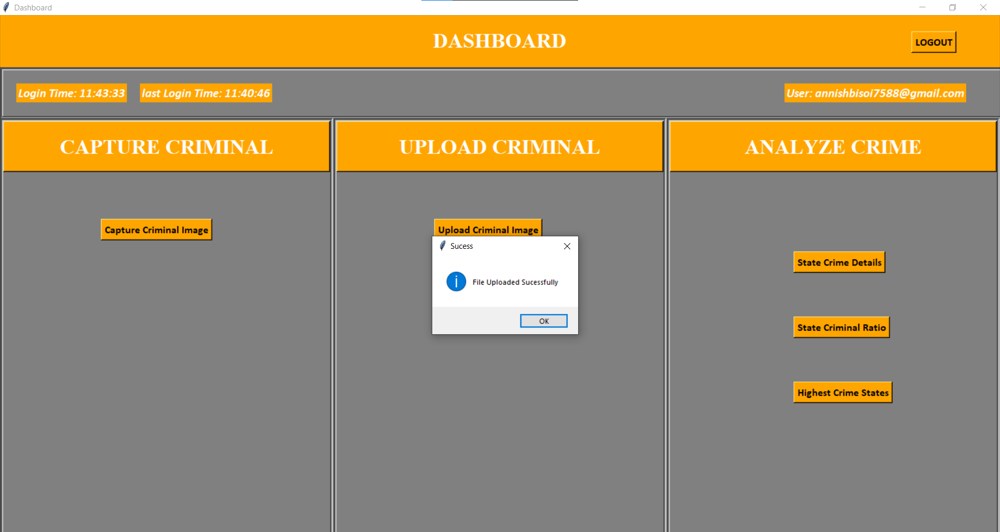 Dashboard
DASHBOARD
LOGOUT
Login Time: 11:43:33
last Login Time: 11:40:46
User: annishbisoi7588@gmail.com
CAPTURE CRIMINAL
UPLOAD CRIMINAL
ANALYZE CRIME
Capture Criminal Image
Upload Criminal Image
Sucess
File Uploaded Sucessfully
OK
State Crime Details
State Criminal Ratio
Highest Crime States